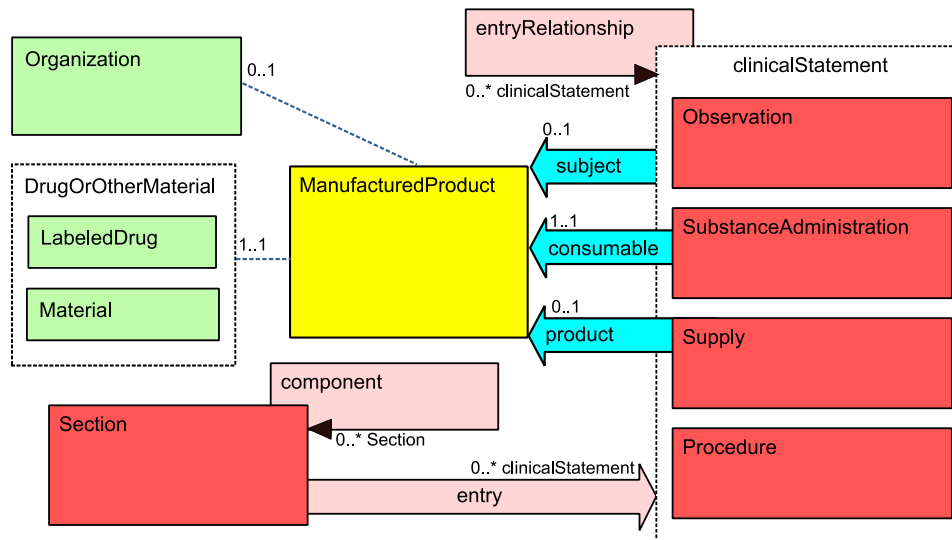 entryRelationship
0..* clinicalStatement
clinicalStatement
Organization
0..1
Observation
0..1
subject
DrugOrOtherMaterial
LabeledDrug
Material
1..1
ManufacturedProduct
1..1
consumable
SubstanceAdministration
0..1
product
Supply
component
0..* Section
Section
0..* clinicalStatement
entry
Procedure